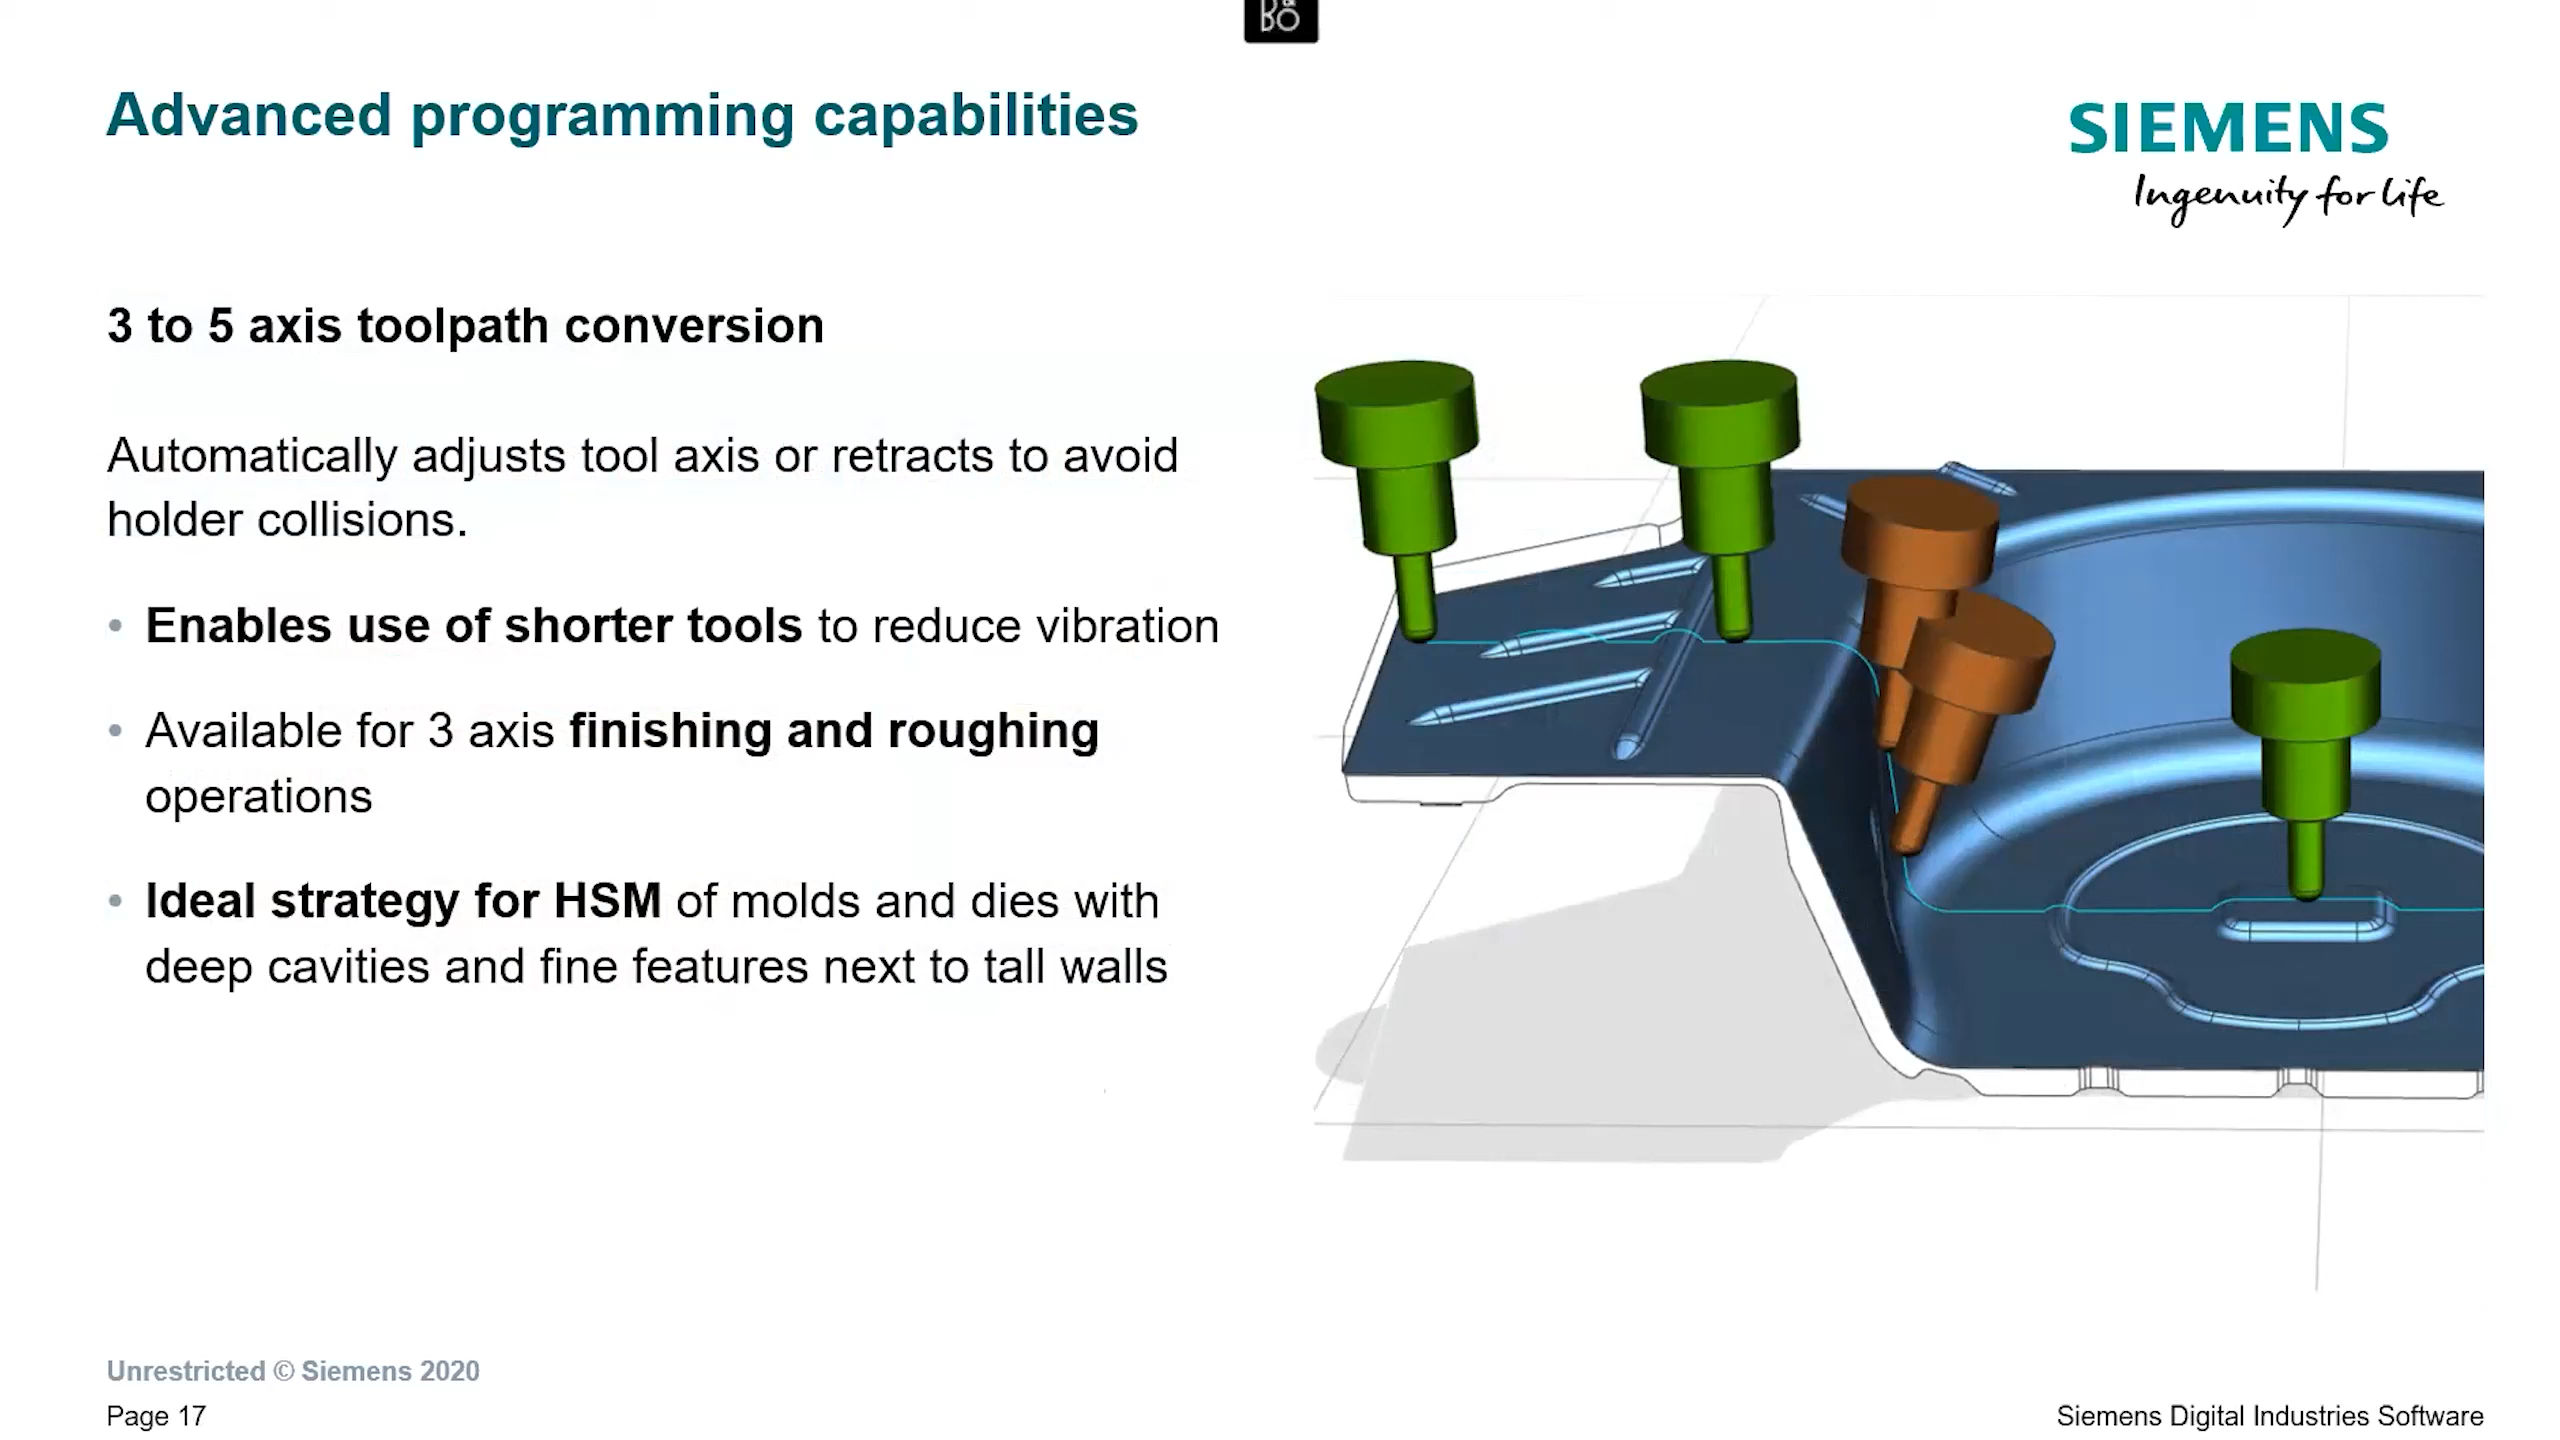 Advanced programming capabilities
SIEMENS
Ingenuity for life
3 to 5 axis toolpath conversion
Automatically adjusts tool axis or retracts to avoid
holder collisions.
• Enables use of shorter tools to reduce vibration
• Available for 3 axis finishing and roughing
operations
• Ideal strategy for HSM of molds and dies with
deep cavities and fine features next to tall walls
Unrestricted © Siemens 2020
Page 17
Siemens Digital Industries Software